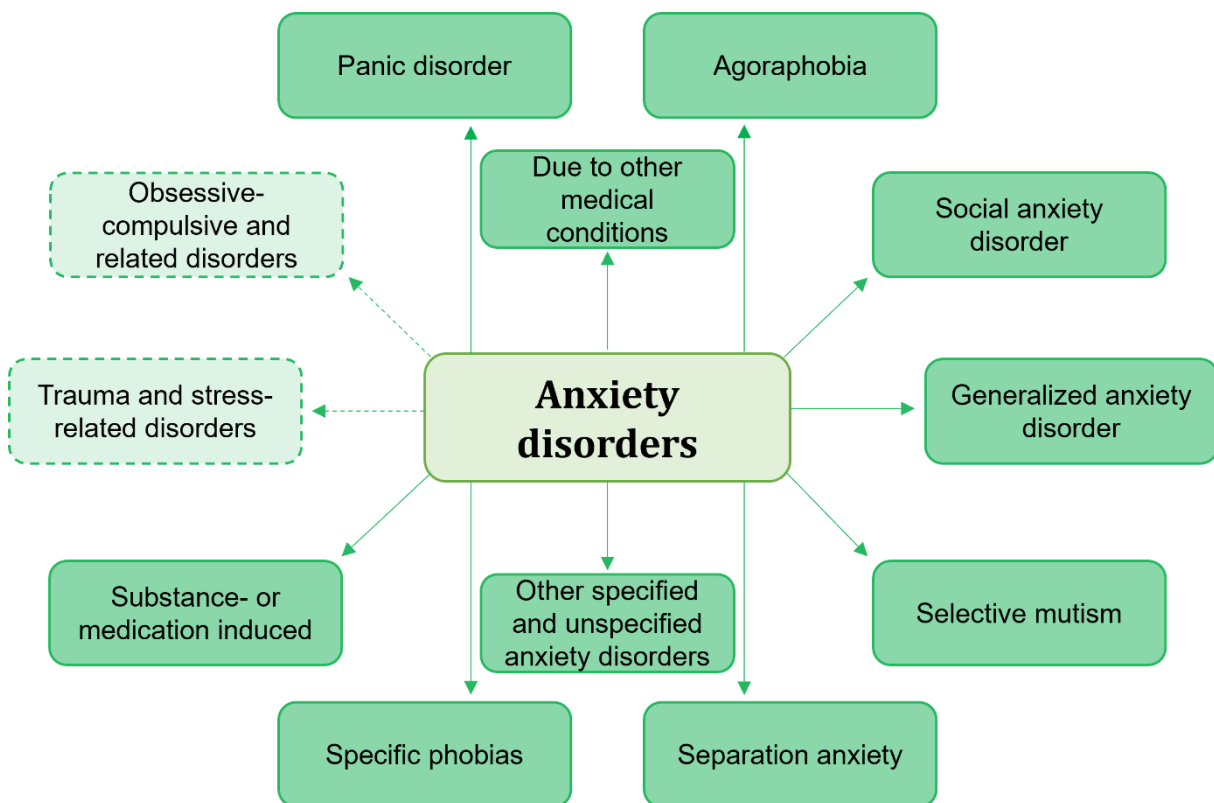 Panic disorder
Agoraphobia
Due to other
medical
conditions
Obsessive-
compulsive and
related disorders
Social anxiety
disorder
Trauma and stress-
related disorders
Anxiety
disorders
Generalized anxiety
disorder
Substance- or
medication induced
Other specified
and unspecified
anxiety disorders
Selective mutism
Specific phobias
Separation anxiety